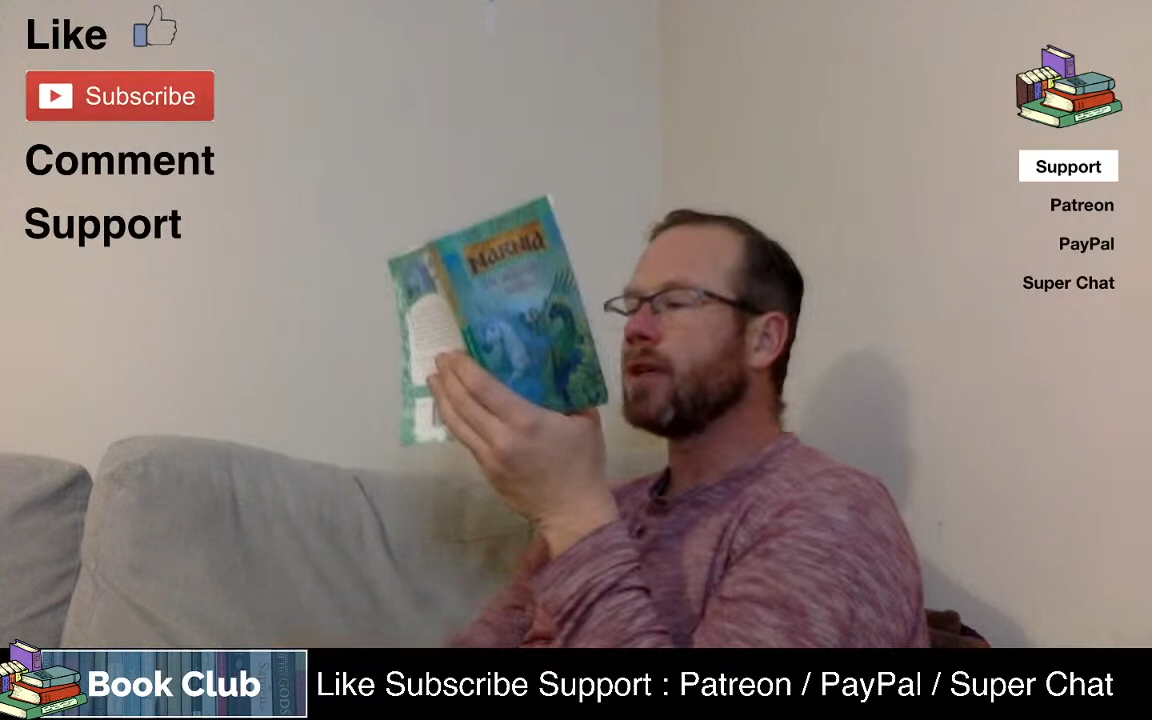 Like
Subscribe
Comment
Support
NARNIA
Support
Patreon
PayPal
Super Chat
Book Club
Like Subscribe Support : Patreon / PayPal / Super Chat